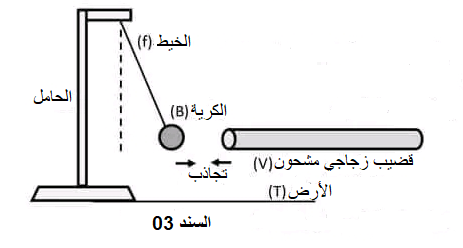 الخيط (f)
الحامل
الكرية (B)
قضيب زجاجي مشحون (V)
تجاذب
الأرض (T)
السند 03